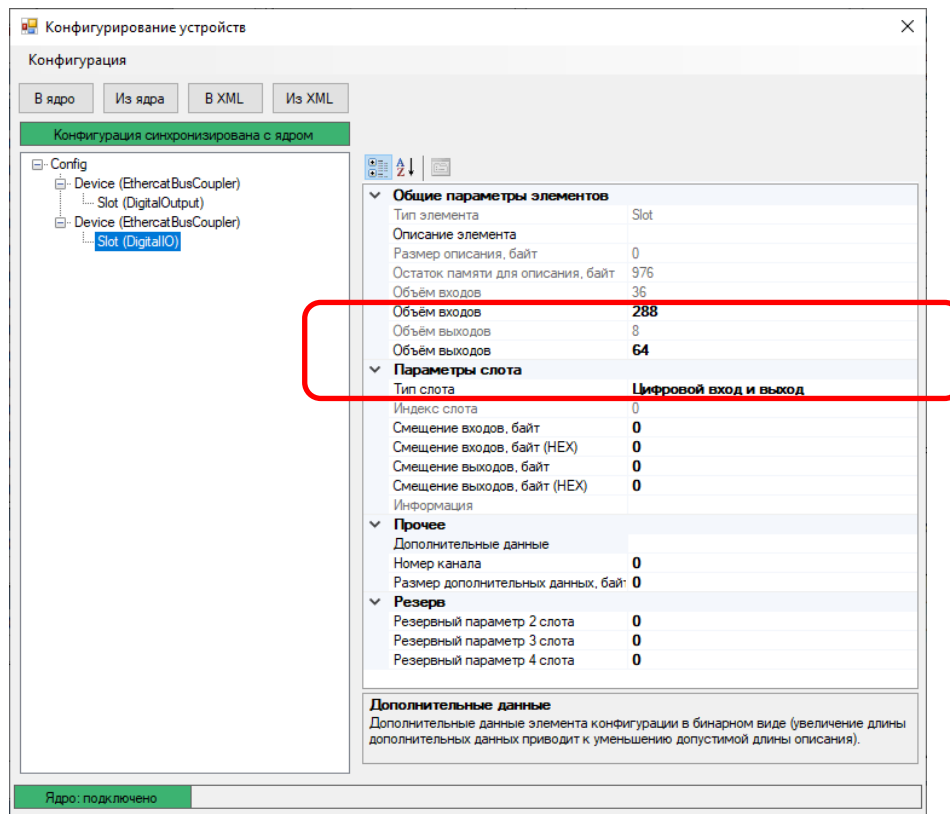 Конфигурирование устройств
Конфигурация
В ядро Из ядра В XML Из XML
Конфигурация синхронизирована с ядром
Config
Device (EthercatBusCoupler)
Slot (DigitalOutput)
Device (EthercatBusCoupler)
Slot (DigitalIO)
Общие параметры элементов
Тип элемента Slot
Описание элемента
Размер описания, байт 0
Остаток памяти для описания, байт 976
Объём входов 36
Объём входов 288
Объём выходов 8
Объём выходов 64
Параметры слота
Тип слота Цифровой вход и выход
Индекс слота 0
Смещение входов, байт 0
Смещение входов, байт (HEX) 0
Смещение выходов, байт 0
Смещение выходов, байт (HEX) 0
Информация
Прочее
Дополнительные данные
Номер канала 0
Размер дополнительных данных, байт 0
Резерв
Резервный параметр 2 слота 0
Резервный параметр 3 слота 0
Резервный параметр 4 слота 0
Дополнительные данные
Дополнительные данные элемента конфигурации в бинарном виде (увеличение длины
дополнительных данных приводит к уменьшению допустимой длины описания).
Ядро: подключено